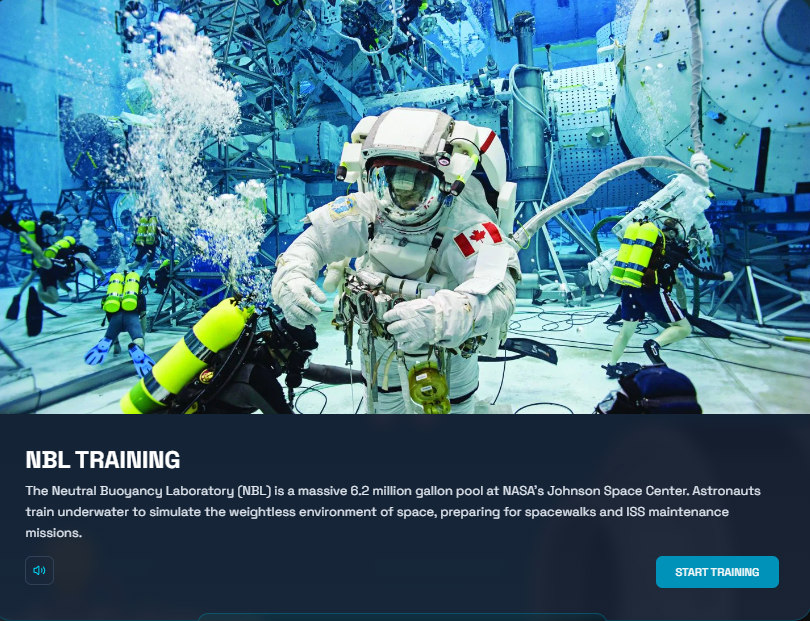 NBL TRAINING
The Neutral Buoyancy Laboratory (NBL) is a massive 6.2 million gallon pool at NASA's Johnson Space Center. Astronauts
train underwater to simulate the weightless environment of space, preparing for spacewalks and ISS maintenance
missions.
START TRAINING